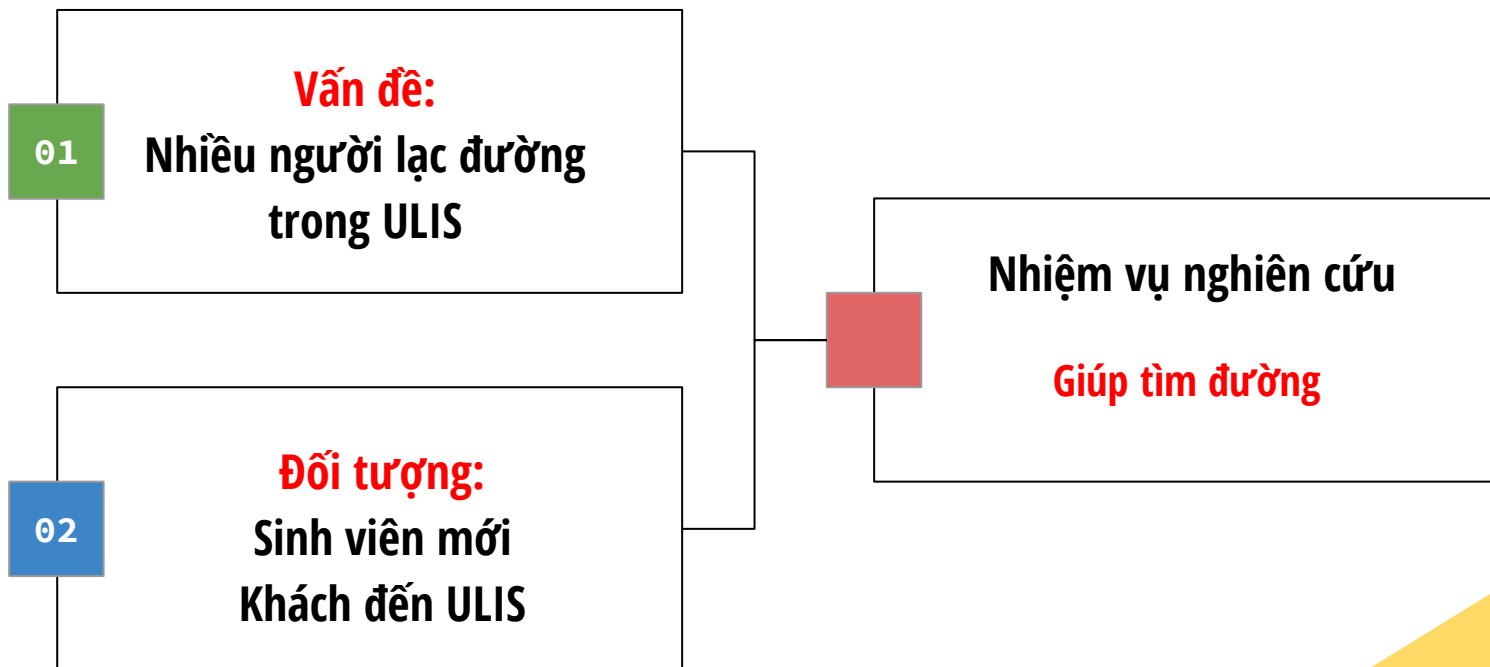 01
Vấn đề:
Nhiều người lạc đường
trong ULIS
02
Đối tượng:
Sinh viên mới
Khách đến ULIS
Nhiệm vụ nghiên cứu
Giúp tìm đường